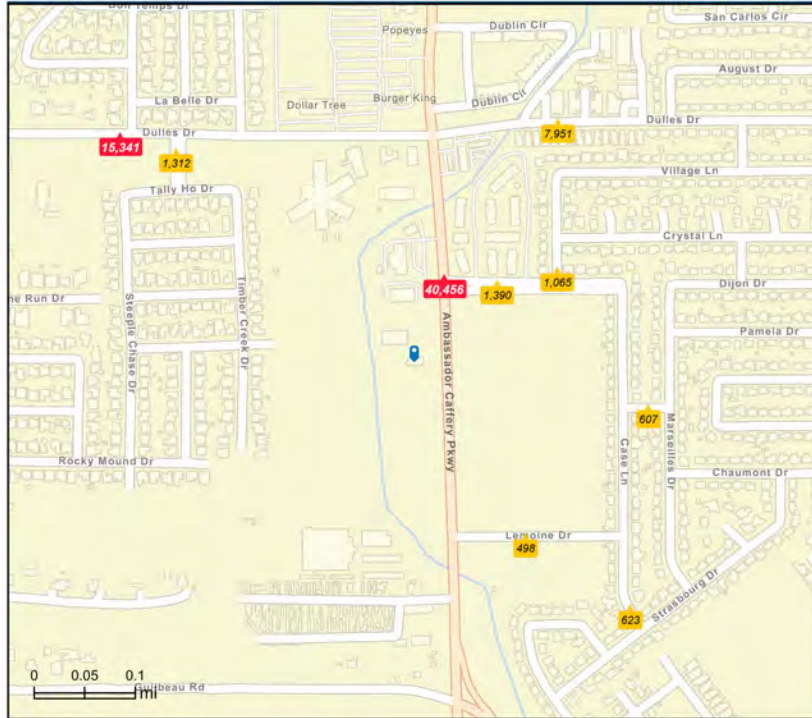 Bon Temps Dr
San Carlos Cir
Popeyes
Dublin Cir
August Dr
La Belle Dr
Dollar Tree
Burger King
Dublin Cir
Dulles Dr
Dulles Dr
15,341
7,951
1,312
Village Ln
Tally Ho Dr
Crystal Ln
40,456
1,390
1,065
Dijon Dr
ne Run Dr
Steeple Chase Dr
Timber Creek Dr
Ambassador Caffery Pkwy
Pamela Dr
607
Case Ln
Marseilles Dr
Rocky Mound Dr
Chaumont Dr
Lemoine Dr
498
Strasbourg Dr
623
0 0.05 0.1
mi
Guilbeau Rd